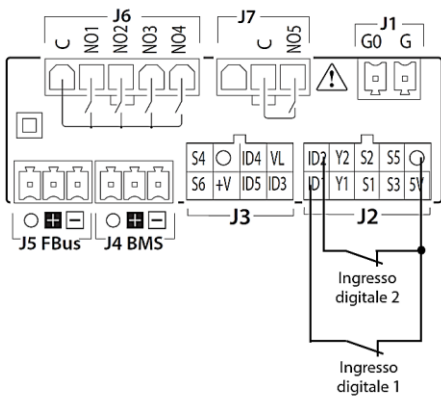 J6
J7
J1
C NO1 NO2 NO3 NO4
C NO5
G0 G
S4 ID4 VL
S6 +V ID5 ID3
ID2 Y2 S2 S5
ID1 Y1 S1 S3 5V
J5 FBus
J4 BMS
J3
J2
Ingresso
digitale 2
Ingresso
digitale 1